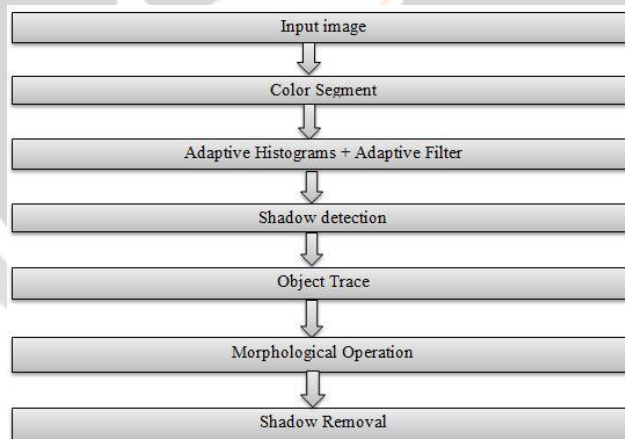 Input image
Color Segment
Adaptive Histograms + Adaptive Filter
Shadow detection
Object Trace
Morphological Operation
Shadow Removal